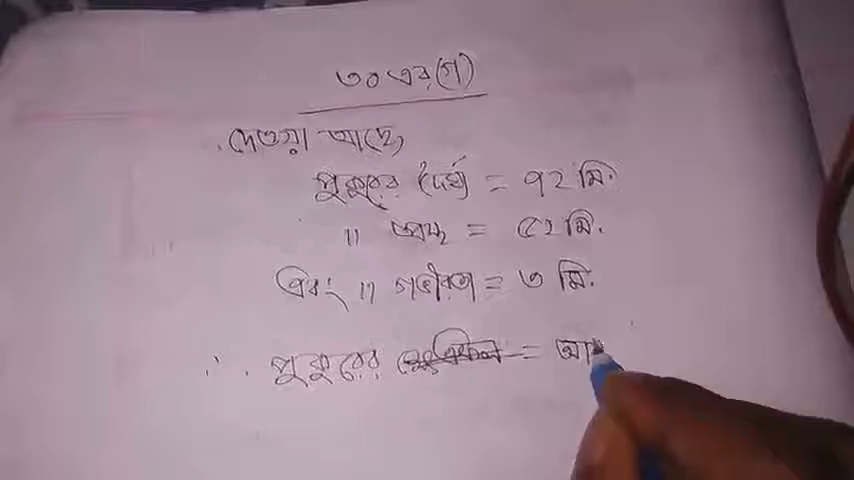 ৩০ এর (গ)
দেওয়া আছে,
পুকুরের দৈর্ঘ্য = ৭২ মি.
" প্রস্থ = ৫২ মি.
এবং " গভীরতা = ৩ মি.
∴ পুকুরের = আ